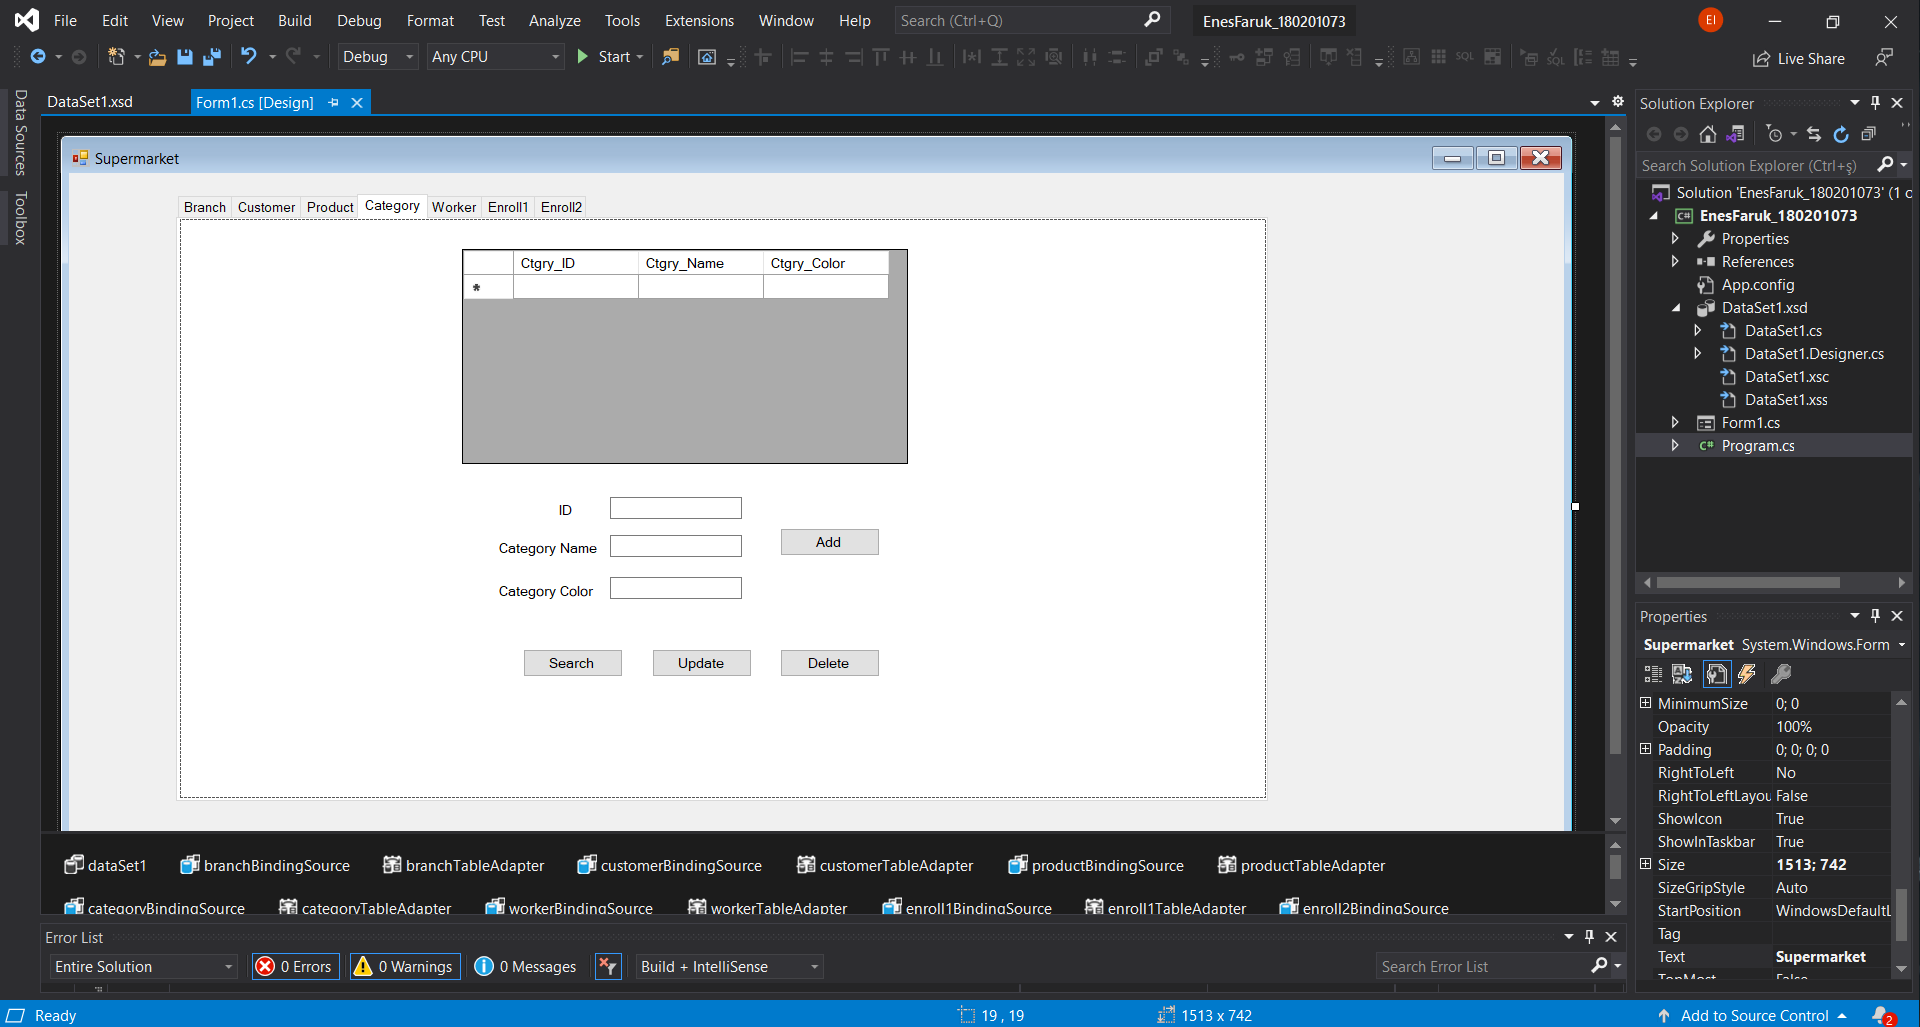 File Edit View Project Build Debug Format Test Analyze Tools Extensions Window Help Search (Ctrl+Q) EnesFaruk_180201073 EI
Debug Any CPU Start Live Share
Data Sources
Toolbox
DataSet1.xsd Form1.cs [Design]
Supermarket
Branch Customer Product Category Worker Enroll1 Enroll2
Ctgry_ID Ctgry_Name Ctgry_Color
*
ID
Category Name
Add
Category Color
Search Update Delete
dataSet1 branchBindingSource branchTableAdapter customerBindingSource customerTableAdapter productBindingSource productTableAdapter
categoryBindingSource categoryTableAdapter workerBindingSource workerTableAdapter enroll1BindingSource enroll1TableAdapter enroll2BindingSource
Error List
Entire Solution 0 Errors 0 Warnings 0 Messages Build + IntelliSense Search Error List
Solution Explorer
Search Solution Explorer (Ctrl+ş)
Solution 'EnesFaruk_180201073' (1 o
C# EnesFaruk_180201073
Properties
References
App.config
DataSet1.xsd
DataSet1.cs
DataSet1.Designer.cs
DataSet1.xsc
DataSet1.xss
Form1.cs
C# Program.cs
Properties
Supermarket System.Windows.Form
MinimumSize 0; 0
Opacity 100%
Padding 0; 0; 0; 0
RightToLeft No
RightToLeftLayou False
ShowIcon True
ShowInTaskbar True
Size 1513; 742
SizeGripStyle Auto
StartPosition WindowsDefaultL
Tag
Text Supermarket
TopMost False
Ready 19 , 19 1513 x 742 Add to Source Control 2